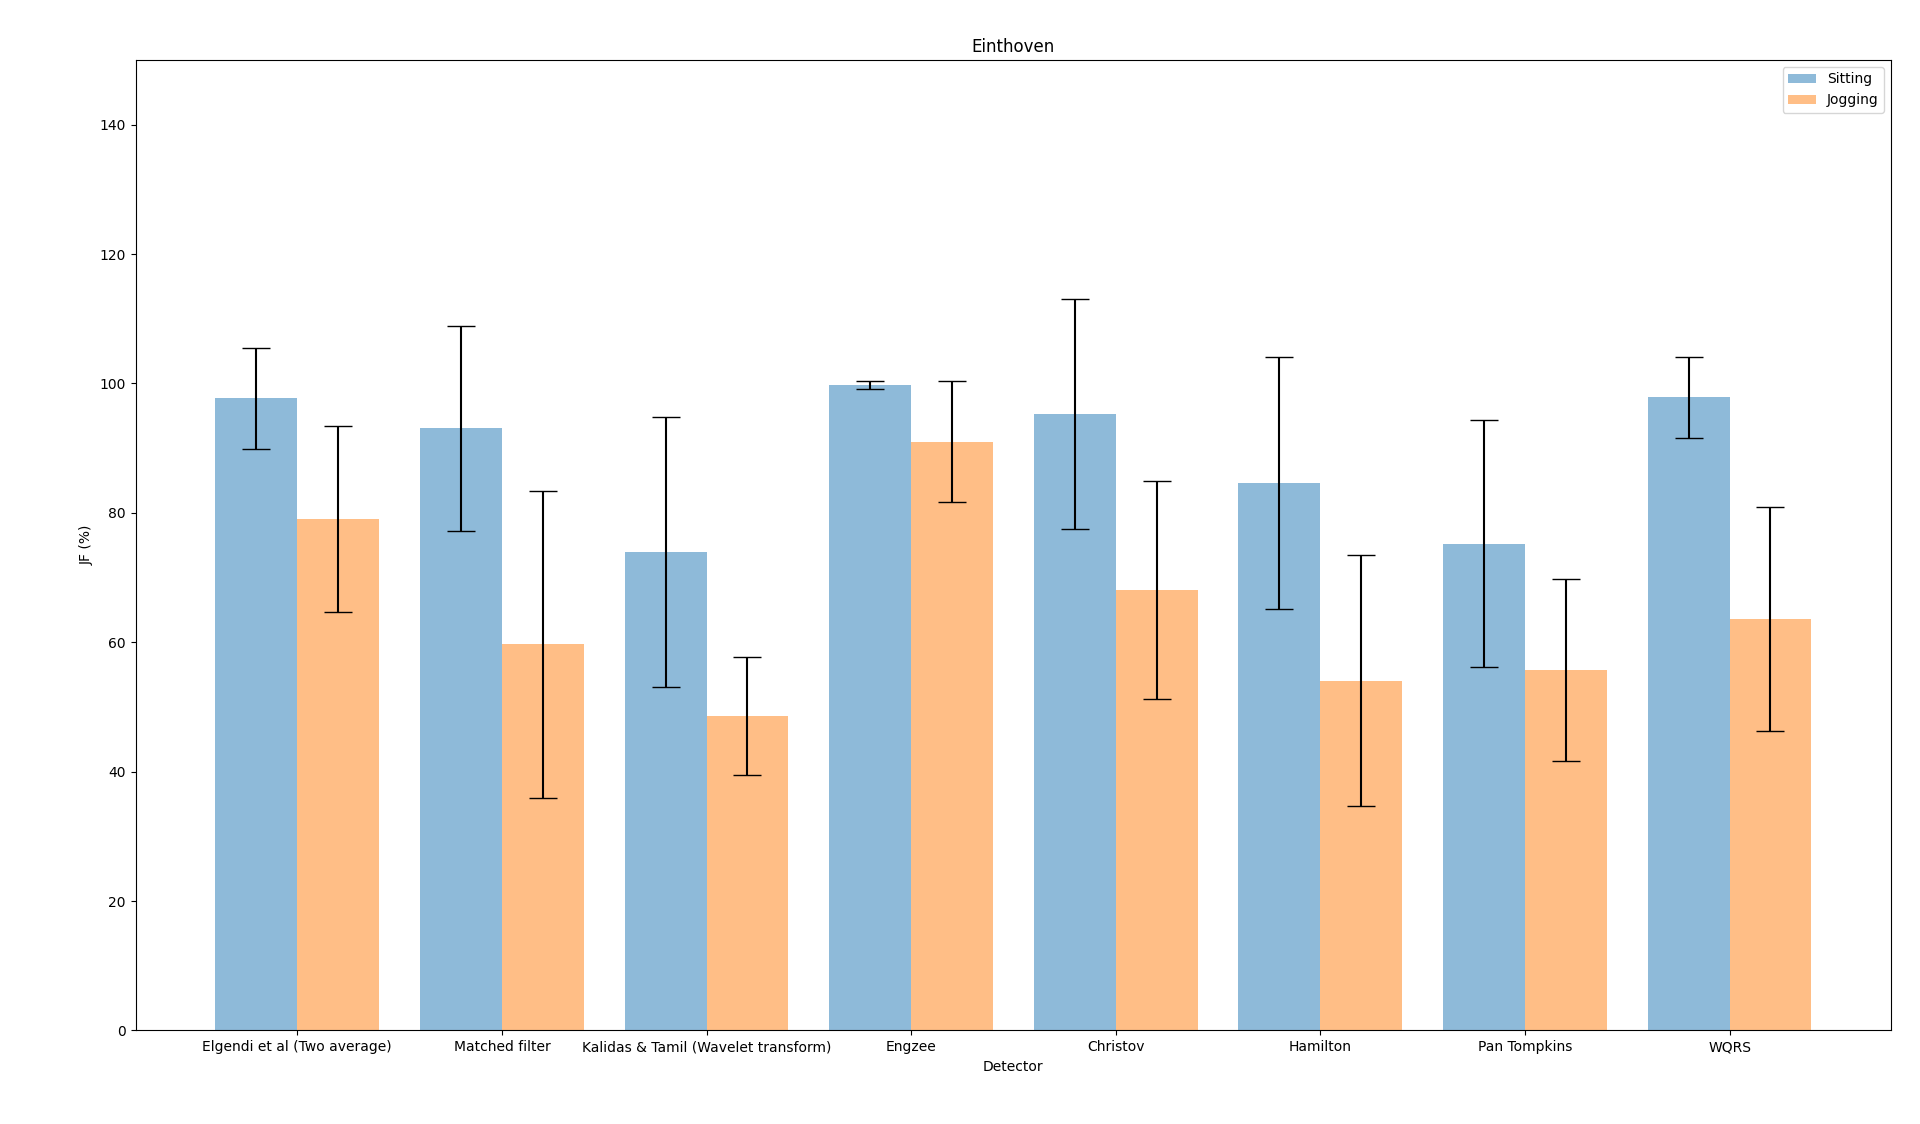 Einthoven
Sitting
Jogging
140
120
100
80
60
40
20
0
JF (%)
Elgendi et al (Two average) Matched filter Kalidas & Tamil (Wavelet transform) Engzee Christov Hamilton Pan Tompkins WQRS
Detector